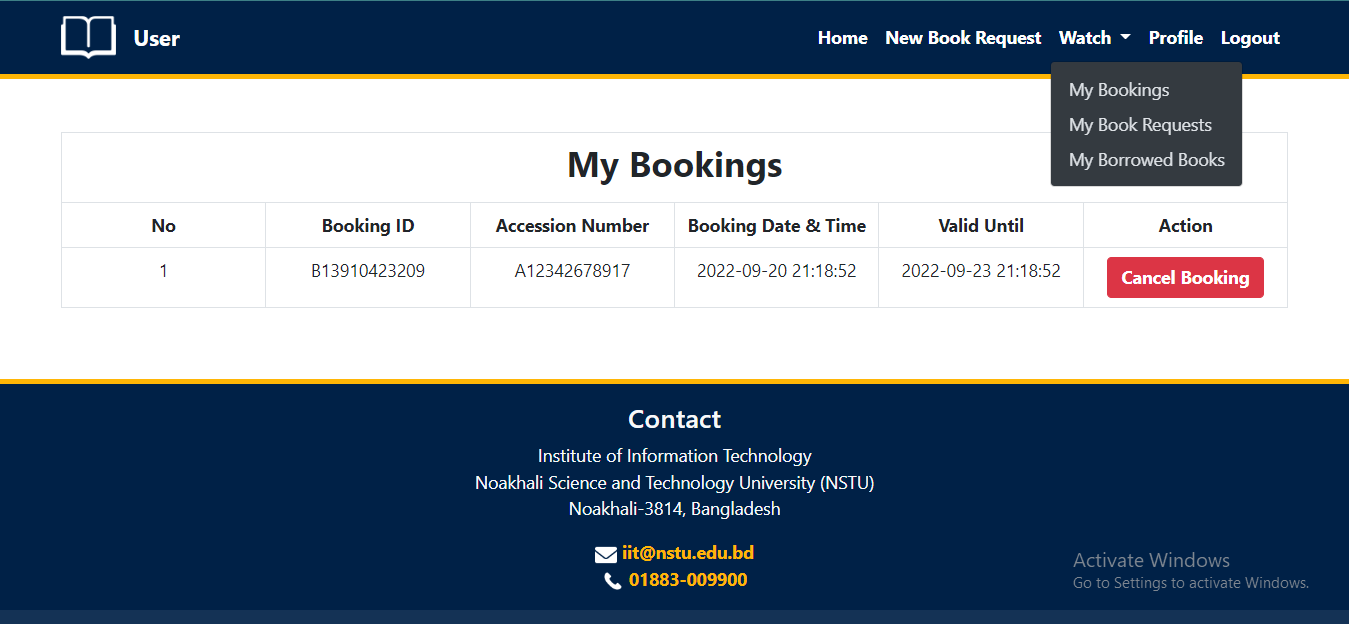 User
Home New Book Request Watch Profile Logout
My Bookings
My Book Requests
My Borrowed Books
My Bookings
No Booking ID Accession Number Booking Date & Time Valid Until Action
1 B13910423209 A12342678917 2022-09-20 21:18:52 2022-09-23 21:18:52 Cancel Booking
Contact
Institute of Information Technology
Noakhali Science and Technology University (NSTU)
Noakhali-3814, Bangladesh
iit@nstu.edu.bd
01883-009900
Activate Windows
Go to Settings to activate Windows.